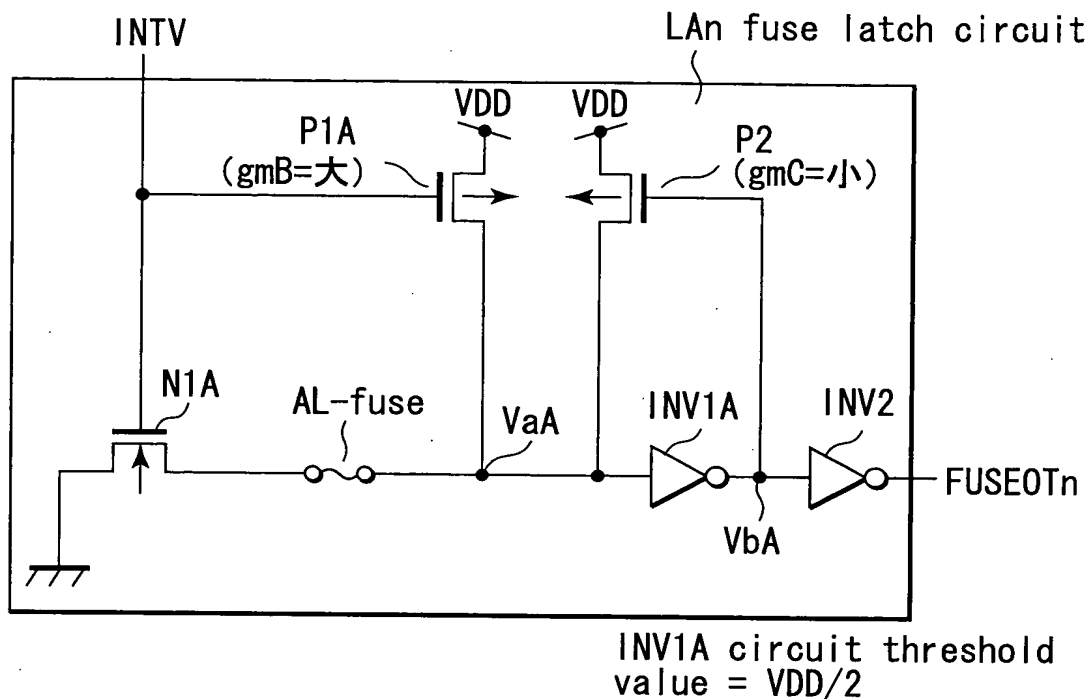 INTV
LAn fuse latch circuit
VDD
VDD
P1A
(gmB=大)
P2
(gmC=小)
N1A
AL-fuse
VaA
INV1A
INV2
VbA
FUSEOTn
INV1A circuit threshold
value = VDD/2